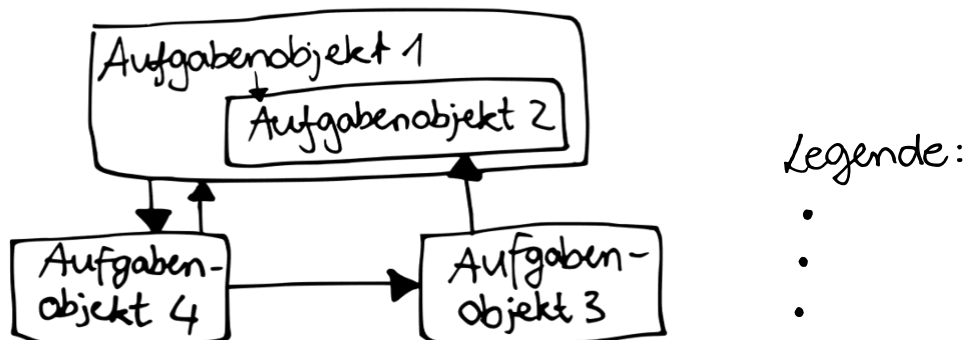 Aufgabenobjekt 1
Aufgabenobjekt 2
Legende:
•
•
•
Aufgaben-
objekt 4
Aufgaben-
objekt 3